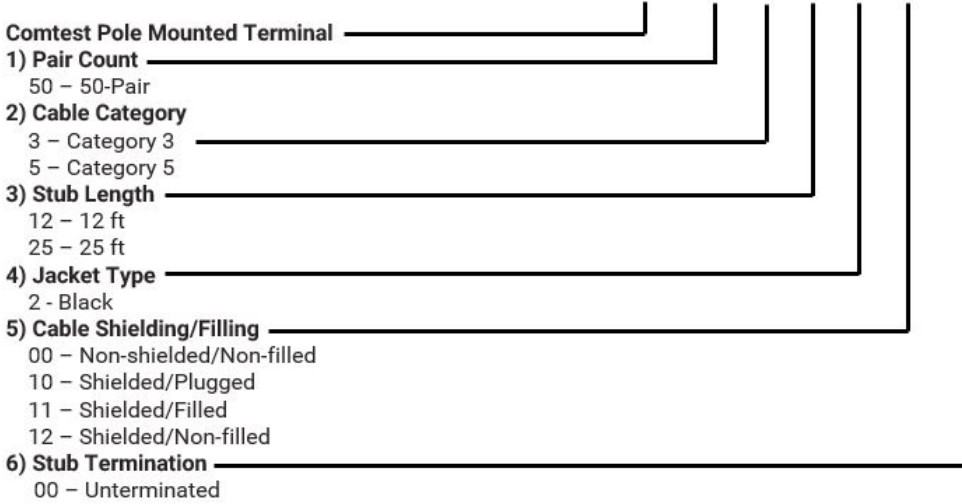 Comtest Pole Mounted Terminal
1) Pair Count
50 – 50-Pair
2) Cable Category
3 – Category 3
5 – Category 5
3) Stub Length
12 – 12 ft
25 – 25 ft
4) Jacket Type
2 - Black
5) Cable Shielding/Filling
00 – Non-shielded/Non-filled
10 – Shielded/Plugged
11 – Shielded/Filled
12 – Shielded/Non-filled
6) Stub Termination
00 – Unterminated